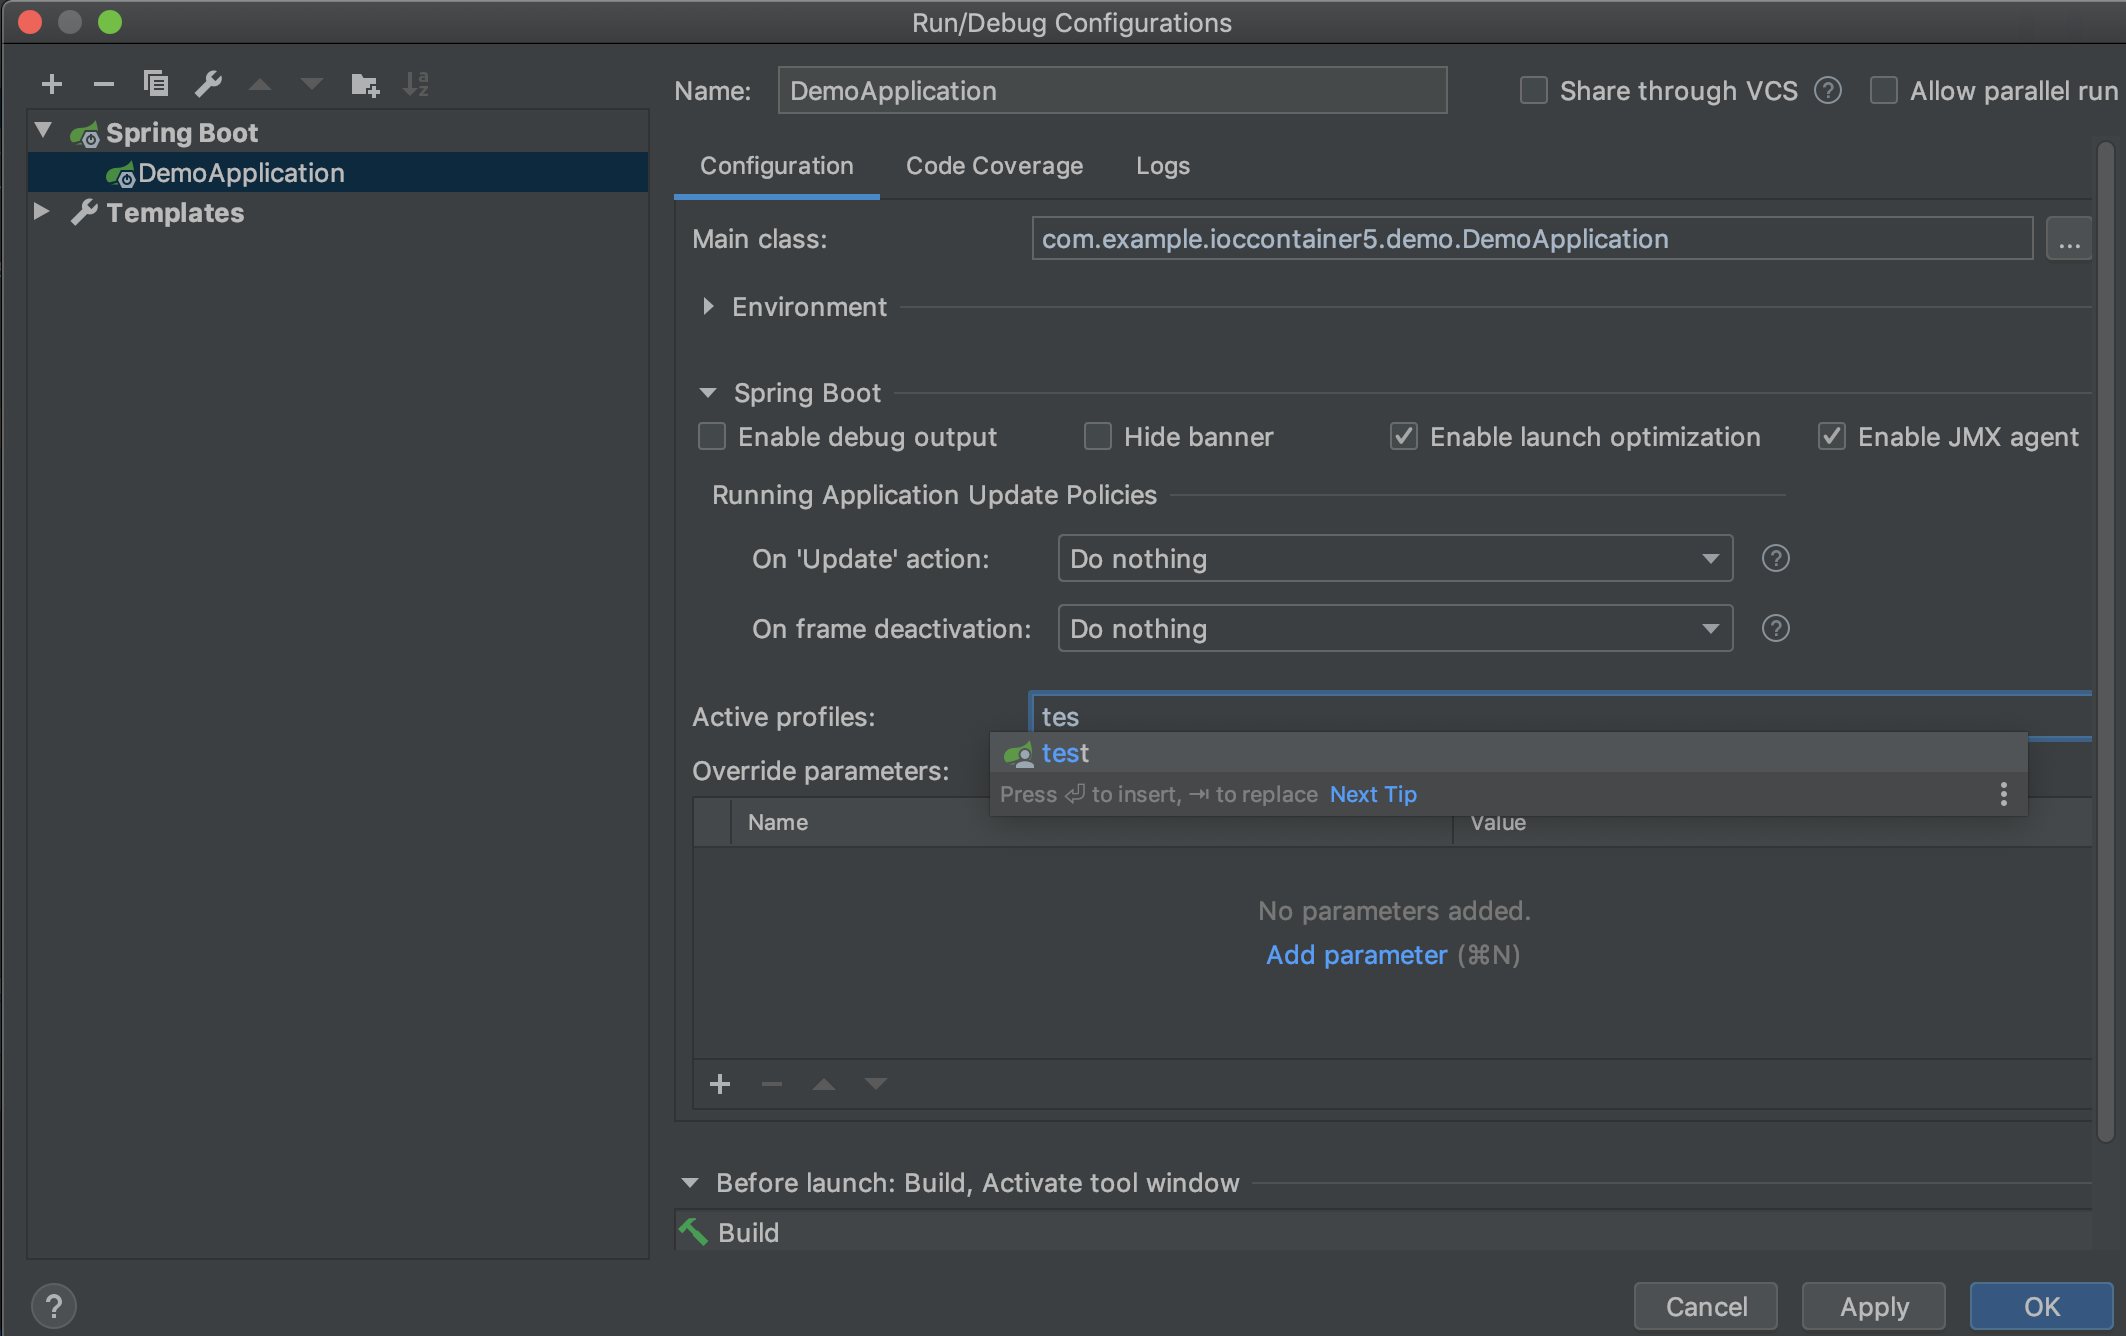 Run/Debug Configurations
Name: DemoApplication
Share through VCS ?
Allow parallel run
Spring Boot
DemoApplication
Templates
Configuration Code Coverage Logs
Main class: com.example.ioccontainer5.demo.DemoApplication ...
Environment
Spring Boot
Enable debug output Hide banner Enable launch optimization Enable JMX agent
Running Application Update Policies
On 'Update' action: Do nothing ?
On frame deactivation: Do nothing ?
Active profiles: tes
test
Override parameters:
Press ⏎ to insert, ⇥ to replace Next Tip
Name Value
No parameters added.
Add parameter (⌘N)
Before launch: Build, Activate tool window
Build
? Cancel Apply OK